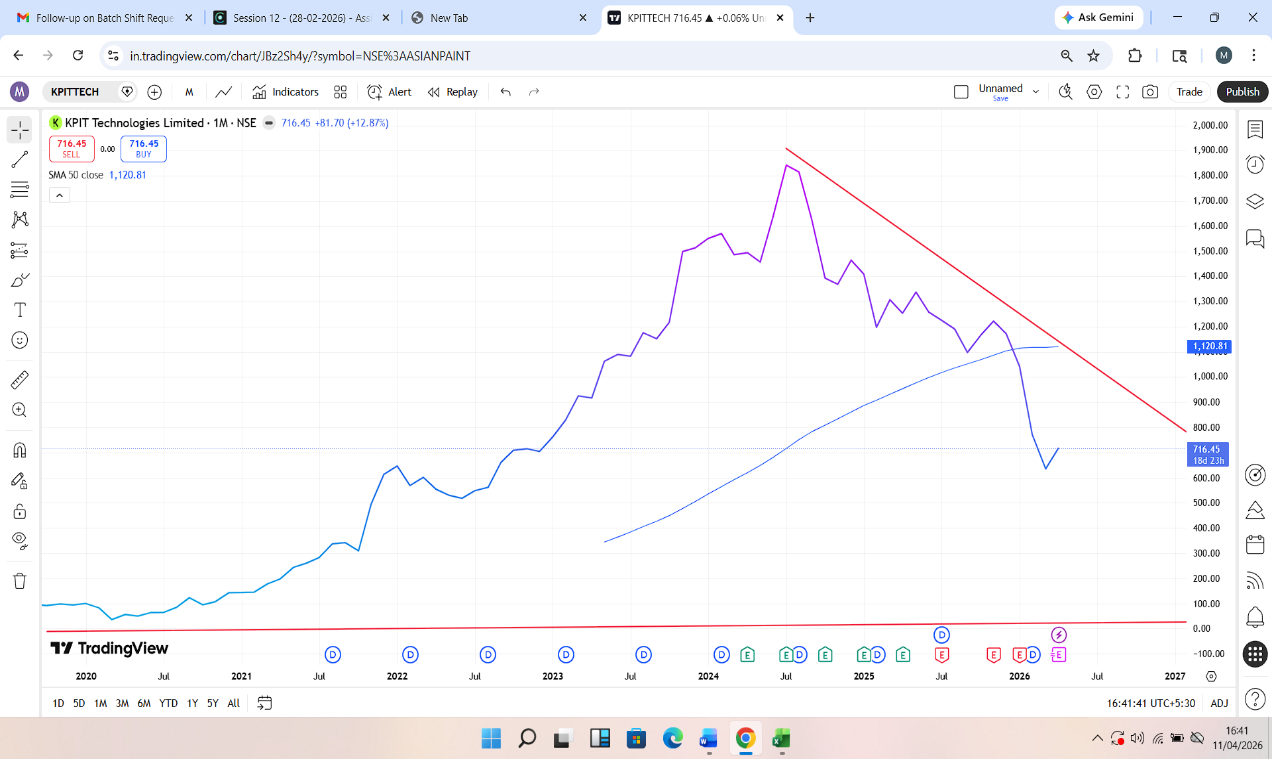 Follow-up on Batch Shift Reque
Session 12 - (28-02-2023) - Ass
New Tab
KPITTECH 716.45 ▲ +0.06% Un
Ask Gemini
in.tradingview.com/chart/JBz2Sh4y/?symbol=NSE%3AASIANPAINT
M
M
KPITTECH
M
Indicators
Alert
Replay
Unnamed
Save
Trade
Publish
K KPIT Technologies Limited · 1M · NSE 716.45 +81.70 (+12.87%)
716.45
SELL
0.00
716.45
BUY
SMA 50 close 1,120.81
2,000.00
1,900.00
1,800.00
1,700.00
1,600.00
1,500.00
1,400.00
1,300.00
1,200.00
1,120.81
1,000.00
900.00
800.00
716.45
18d 23h
600.00
500.00
400.00
300.00
200.00
100.00
0.00
-100.00
TradingView
D D D D D D E E D E E D E D E E E D E
2020 Jul 2021 Jul 2022 Jul 2023 Jul 2024 Jul 2025 Jul 2026 Jul 2027
1D 5D 1M 3M 6M YTD 1Y 5Y All
16:41:41 UTC+5:30 ADJ
16:41
11/04/2026